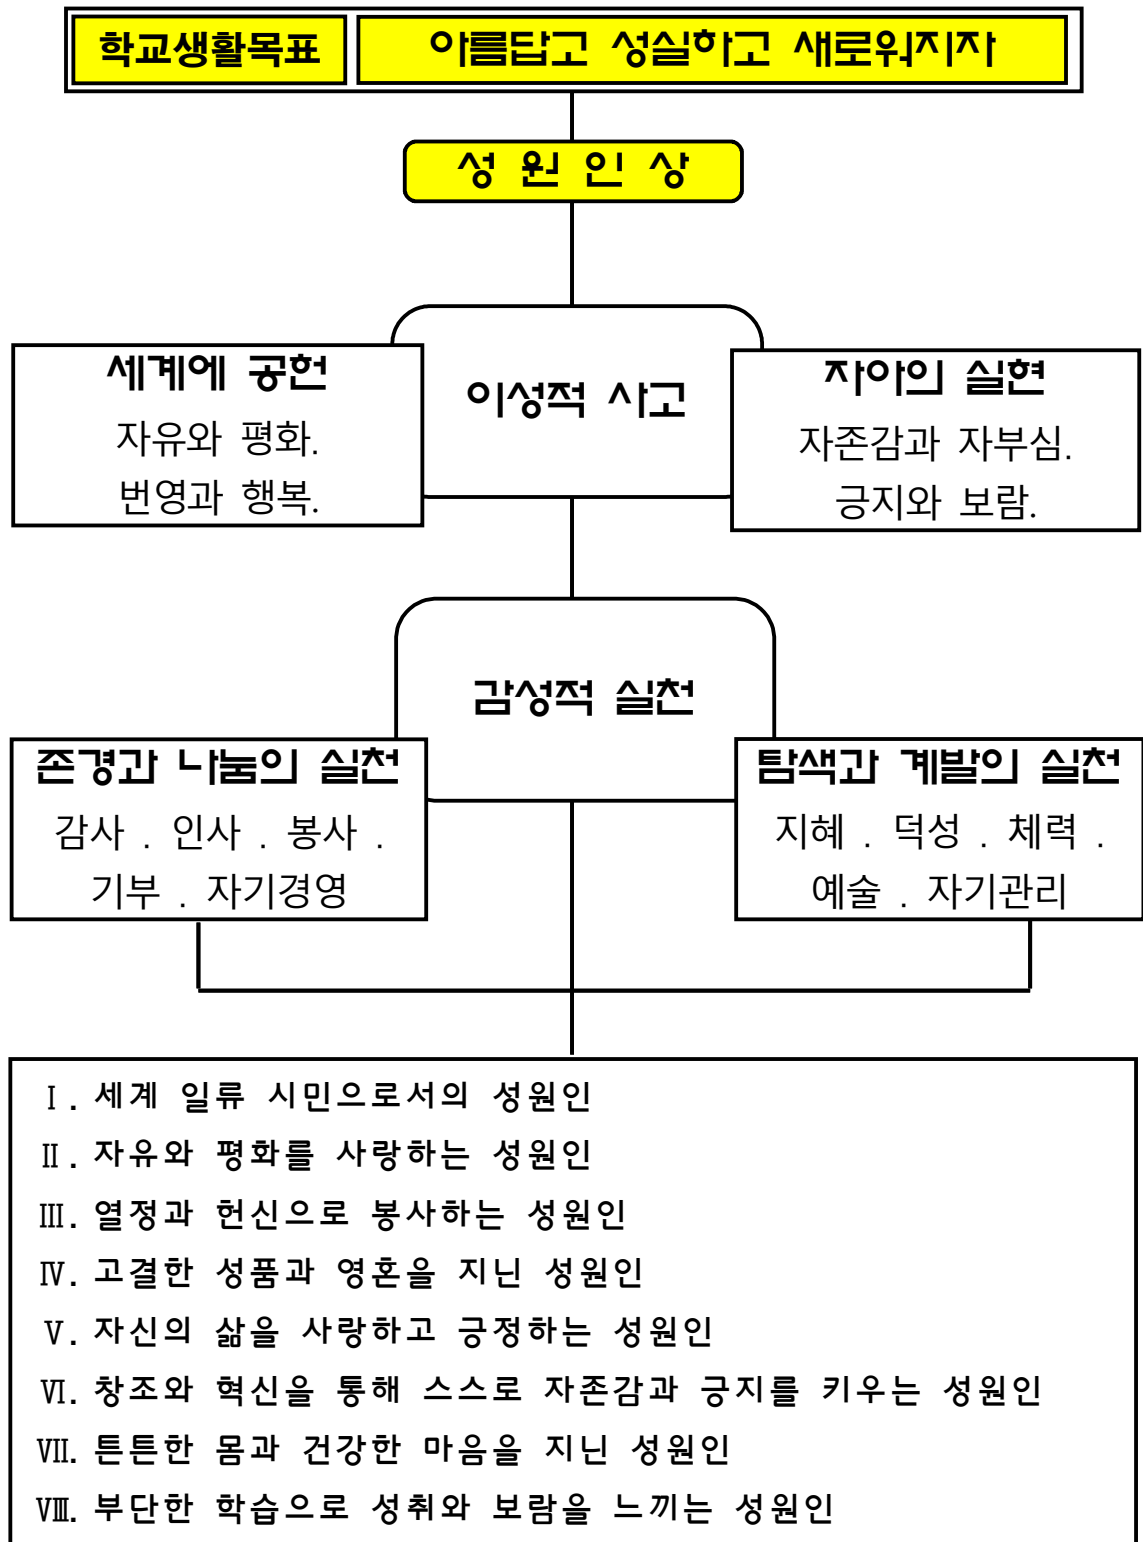 학교생활목표
아름답고 성실하고 새로워지자
성 원 인 상
이성적 사고
세계에 공헌
자유와 평화.
번영과 행복.
자아의 실현
자존감과 자부심.
긍지와 보람.
감성적 실천
존경과 나눔의 실천
감사 . 인사 . 봉사 .
기부 . 자기경영
탐색과 계발의 실천
지혜 . 덕성 . 체력 .
예술 . 자기관리
Ⅰ. 세계 일류 시민으로서의 성원인
Ⅱ. 자유와 평화를 사랑하는 성원인
Ⅲ. 열정과 헌신으로 봉사하는 성원인
Ⅳ. 고결한 성품과 영혼을 지닌 성원인
Ⅴ. 자신의 삶을 사랑하고 긍정하는 성원인
Ⅵ. 창조와 혁신을 통해 스스로 자존감과 긍지를 키우는 성원인
Ⅶ. 튼튼한 몸과 건강한 마음을 지닌 성원인
Ⅷ. 부단한 학습으로 성취와 보람을 느끼는 성원인